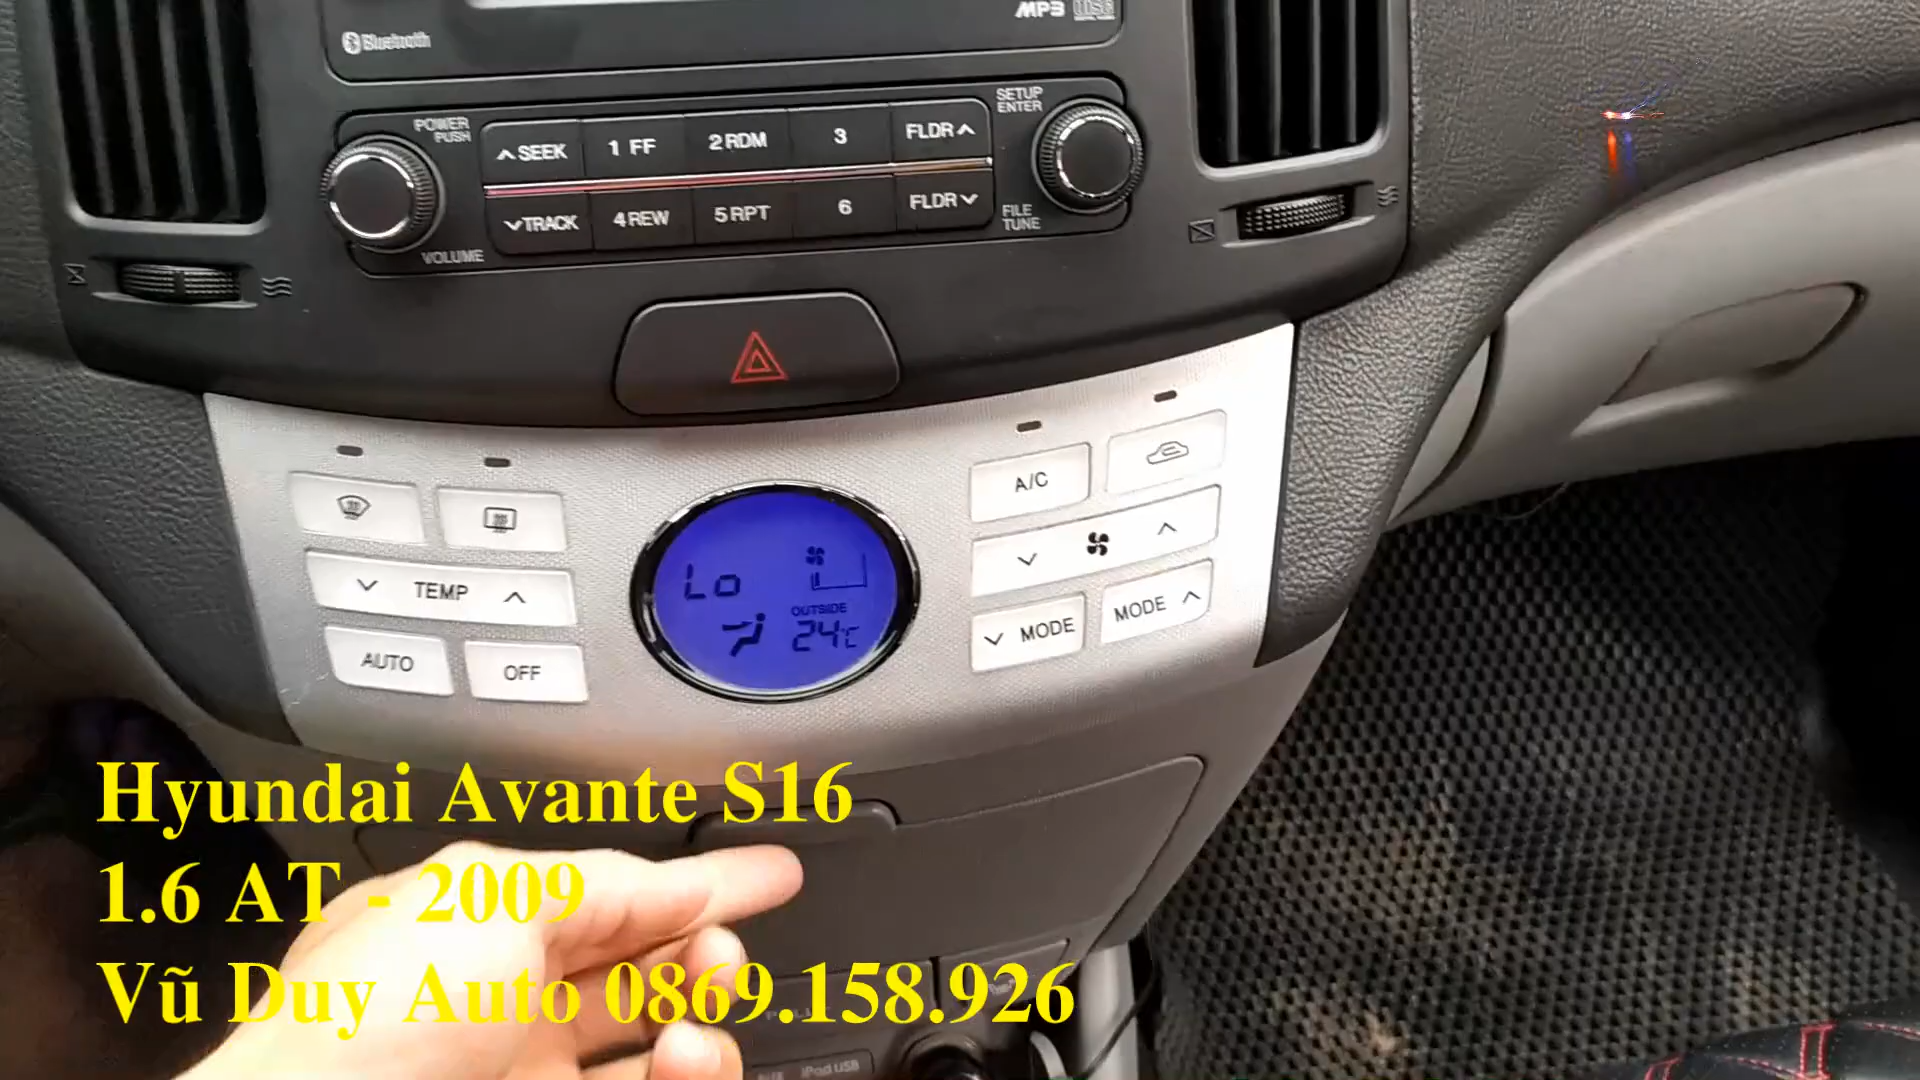 MP3
Bluetooth
POWER
PUSH
VOLUME
∧ SEEK
1 FF
2 RDM
3
FLDR ∧
∨ TRACK
4 REW
5 RPT
6
FLDR ∨
SETUP
ENTER
FILE
TUNE
A/C
∨ TEMP ∧
AUTO
OFF
Lo
OUTSIDE
24℃
∨ MODE
MODE ∧
Hyundai Avante S16
1.6 AT - 2009
Vũ Duy Auto 0869.158.926
iPod USB